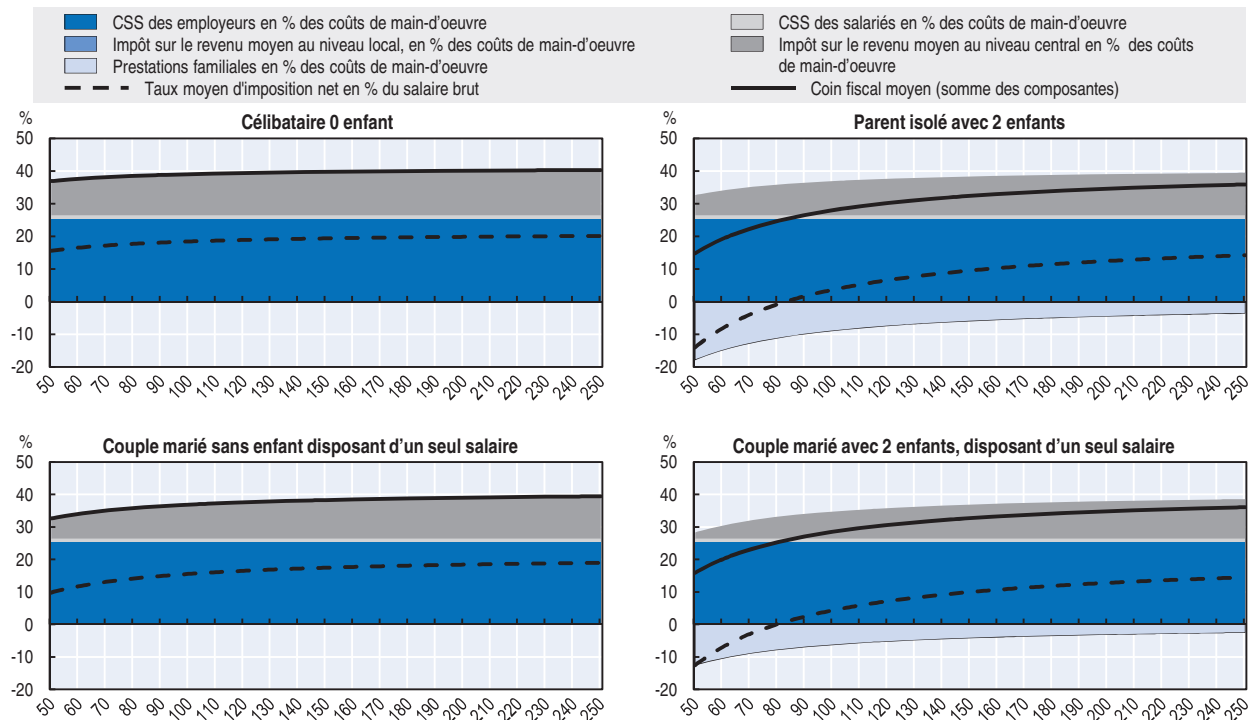 CSS des employeurs en % des coûts de main-d'oeuvre
CSS des salariés en % des coûts de main-d'oeuvre
Impôt sur le revenu moyen au niveau local, en % des coûts de main-d'oeuvre
Impôt sur le revenu moyen au niveau central en % des coûts
de main-d'oeuvre
Prestations familiales en % des coûts de main-d'oeuvre
Taux moyen d'imposition net en % du salaire brut
Coin fiscal moyen (somme des composantes)
%
Célibataire 0 enfant
50
40
30
20
10
0
-10
-20
50 60 70 80 90 100 110 120 130 140 150 160 170 180 190 200 210 220 230 240 250
%
Parent isolé avec 2 enfants
50
40
30
20
10
0
-10
-20
50 60 70 80 90 100 110 120 130 140 150 160 170 180 190 200 210 220 230 240 250
%
Couple marié sans enfant disposant d’un seul salaire
50
40
30
20
10
0
-10
-20
50 60 70 80 90 100 110 120 130 140 150 160 170 180 190 200 210 220 230 240 250
%
Couple marié avec 2 enfants, disposant d’un seul salaire
50
40
30
20
10
0
-10
-20
50 60 70 80 90 100 110 120 130 140 150 160 170 180 190 200 210 220 230 240 250